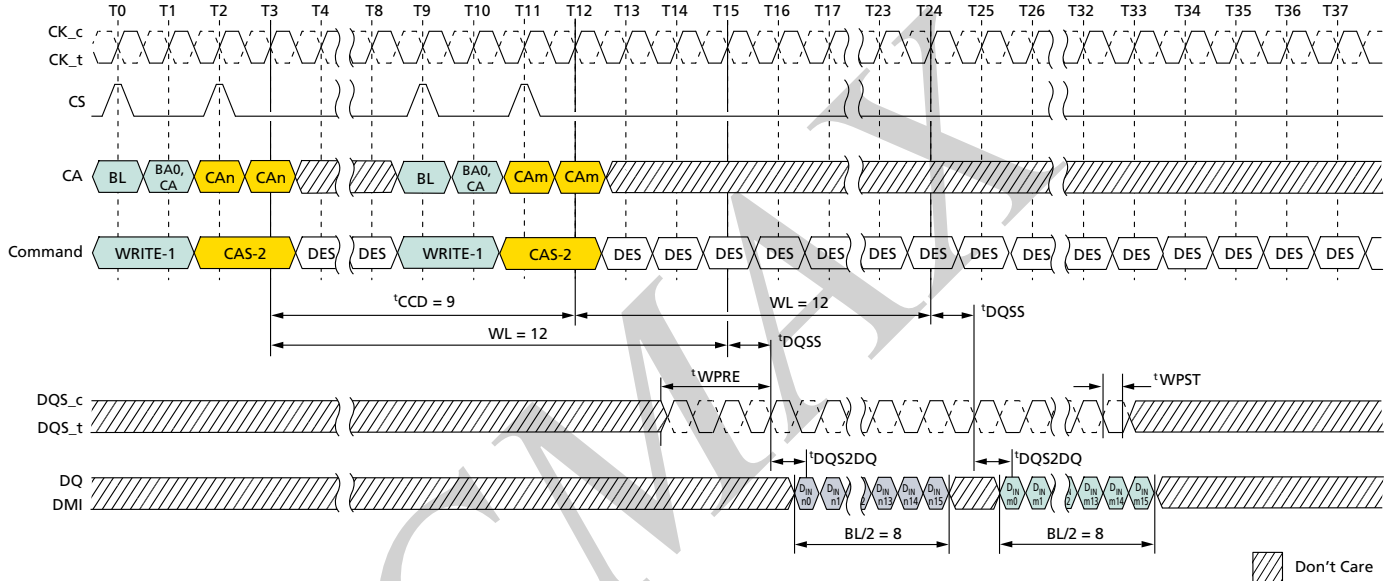 T0 T1 T2 T3 T4 T8 T9 T10 T11 T12 T13 T14 T15 T16 T17 T23 T24 T25 T26 T32 T33 T34 T35 T36 T37
CK_c
CK_t
CS
CA BL BA0, CA CAn CAn BL BA0, CA CAm CAm
Command WRITE-1 CAS-2 DES DES WRITE-1 CAS-2 DES DES DES DES DES DES DES DES DES DES DES DES DES DES DES
tCCD = 9 WL = 12 tDQSS
WL = 12 tDQSS
tWPRE tWPST
DQS_c
DQS_t
tDQS2DQ tDQS2DQ
DQ
DMI
DIN n0 DIN n1 DIN n13 DIN n14 DIN n15 DIN m0 DIN m1 DIN m13 DIN m14 DIN m15
BL/2 = 8 BL/2 = 8
Don't Care
CMAX